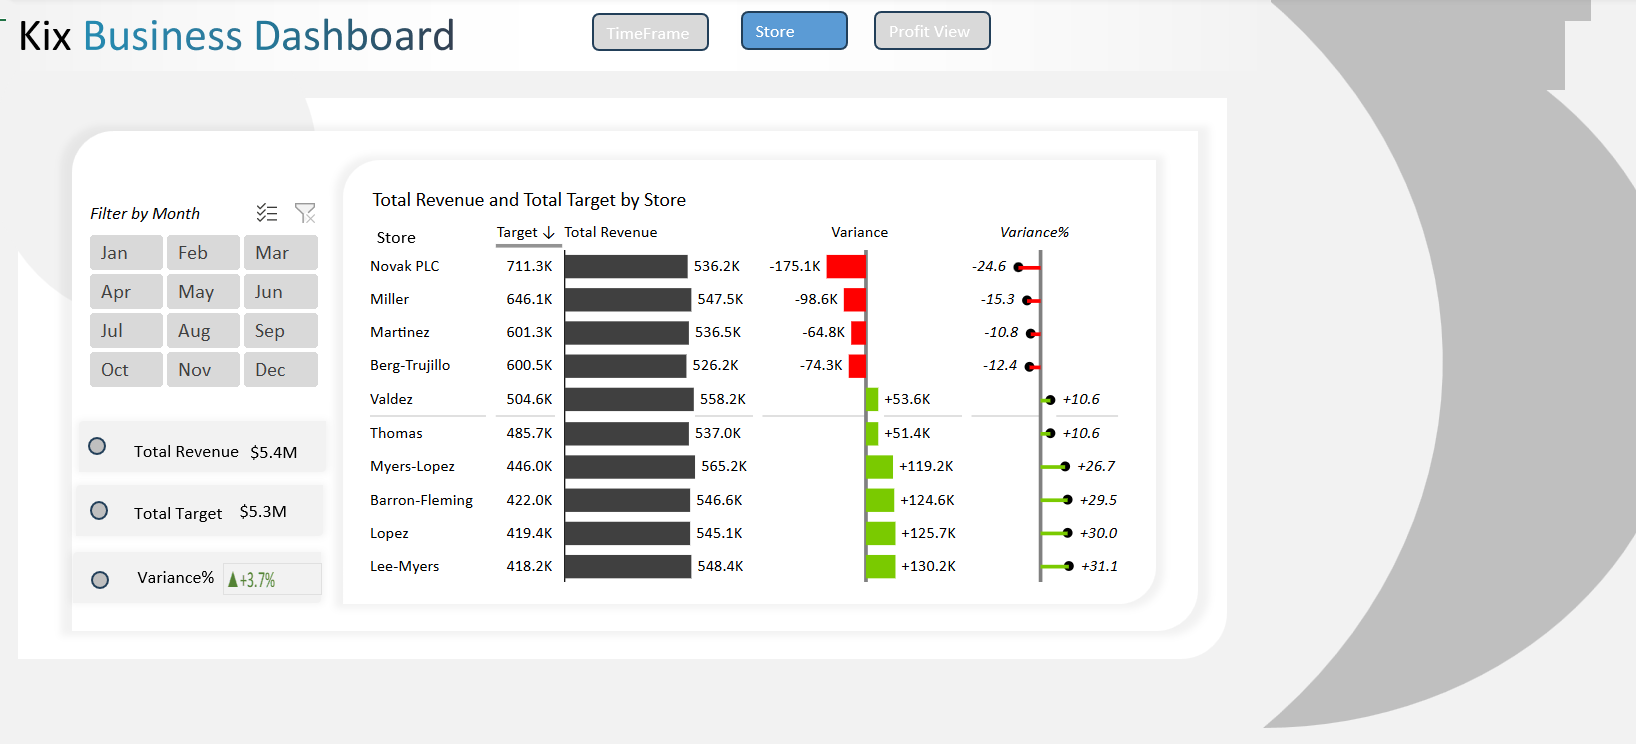 Kix Business Dashboard
TimeFrame
Store
Profit View
Filter by Month
Jan Feb Mar
Apr May Jun
Jul Aug Sep
Oct Nov Dec
Total Revenue $5.4M
Total Target $5.3M
Variance% ▲+3.7%
Total Revenue and Total Target by Store
Store Target ↓ Total Revenue Variance Variance%
Novak PLC 711.3K 536.2K -175.1K -24.6
Miller 646.1K 547.5K -98.6K -15.3
Martinez 601.3K 536.5K -64.8K -10.8
Berg-Trujillo 600.5K 526.2K -74.3K -12.4
Valdez 504.6K 558.2K +53.6K +10.6
Thomas 485.7K 537.0K +51.4K +10.6
Myers-Lopez 446.0K 565.2K +119.2K +26.7
Barron-Fleming 422.0K 546.6K +124.6K +29.5
Lopez 419.4K 545.1K +125.7K +30.0
Lee-Myers 418.2K 548.4K +130.2K +31.1